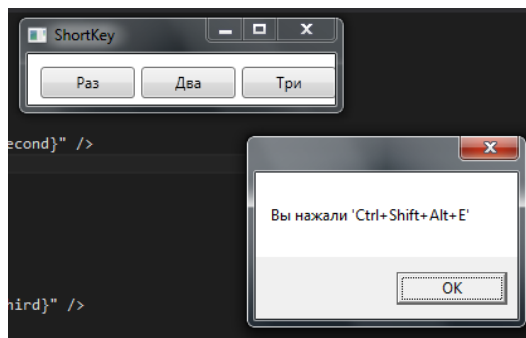 ShortKey
Раз
Два
Три
econd}" />
Вы нажали 'Ctrl+Shift+Alt+E'
OK
hird}" />